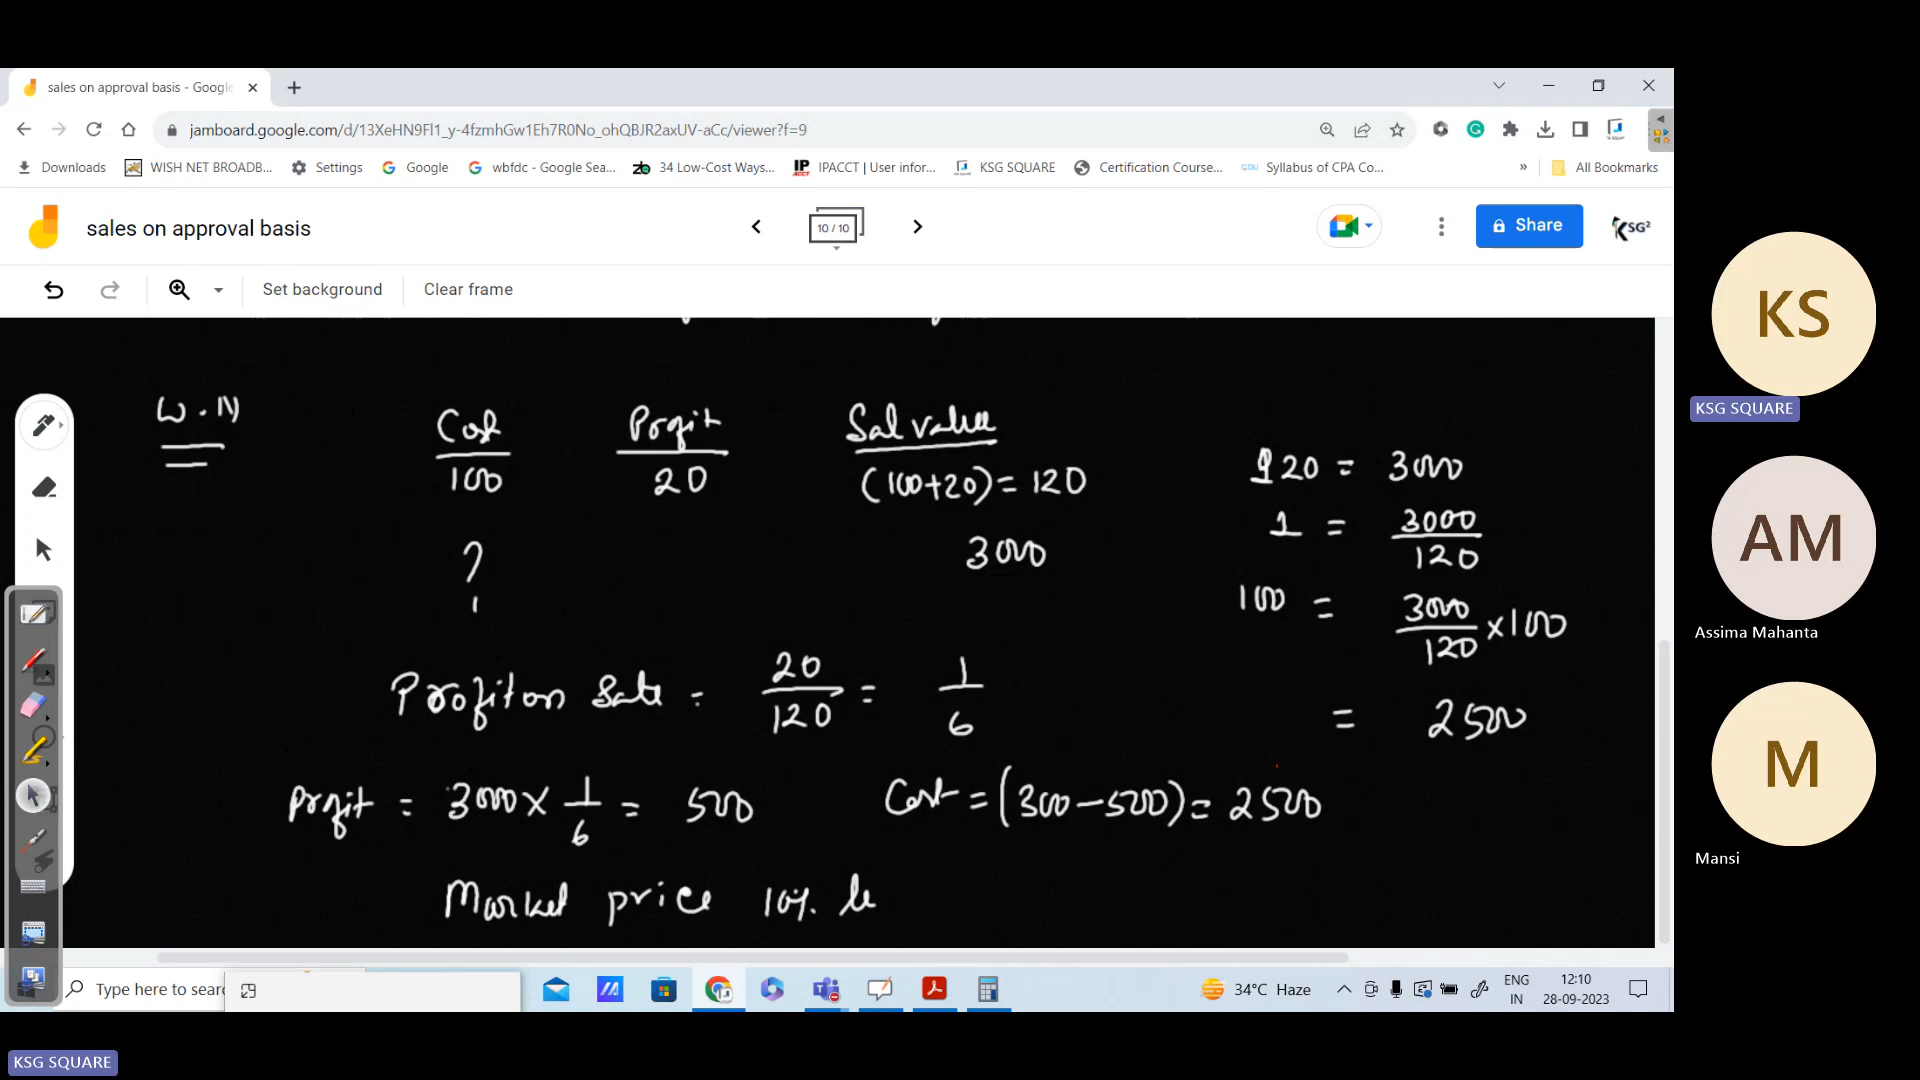 sales on approval basis - Google
jamboard.google.com/d/13XeHN9Fl1_y-4fzmhGw1Eh7R0No_ohQBJR2axUV-aCc/viewer?f=9
Downloads WISH NET BROADB... Settings Google wbfdc - Google Sea... 34 Low-Cost Ways... IPACCT | User infor... KSG SQUARE Certification Course... Syllabus of CPA Co... » All Bookmarks
sales on approval basis 10 / 10 Share KSG²
Set background Clear frame
W.N Cost Profit Sal value
100 20 (100+20) = 120
? 3000
120 = 3000
1 = 3000/120
100 = 3000/120 × 100
= 2500
Profit on Sale = 20/120 = 1/6
Profit = 3000 × 1/6 = 500 Cost = (300 - 500) = 2500
Market price 10%. le
Type here to searc
34°C Haze ENG IN 12:10 28-09-2023
KS
KSG SQUARE
AM
Assima Mahanta
M
Mansi
KSG SQUARE